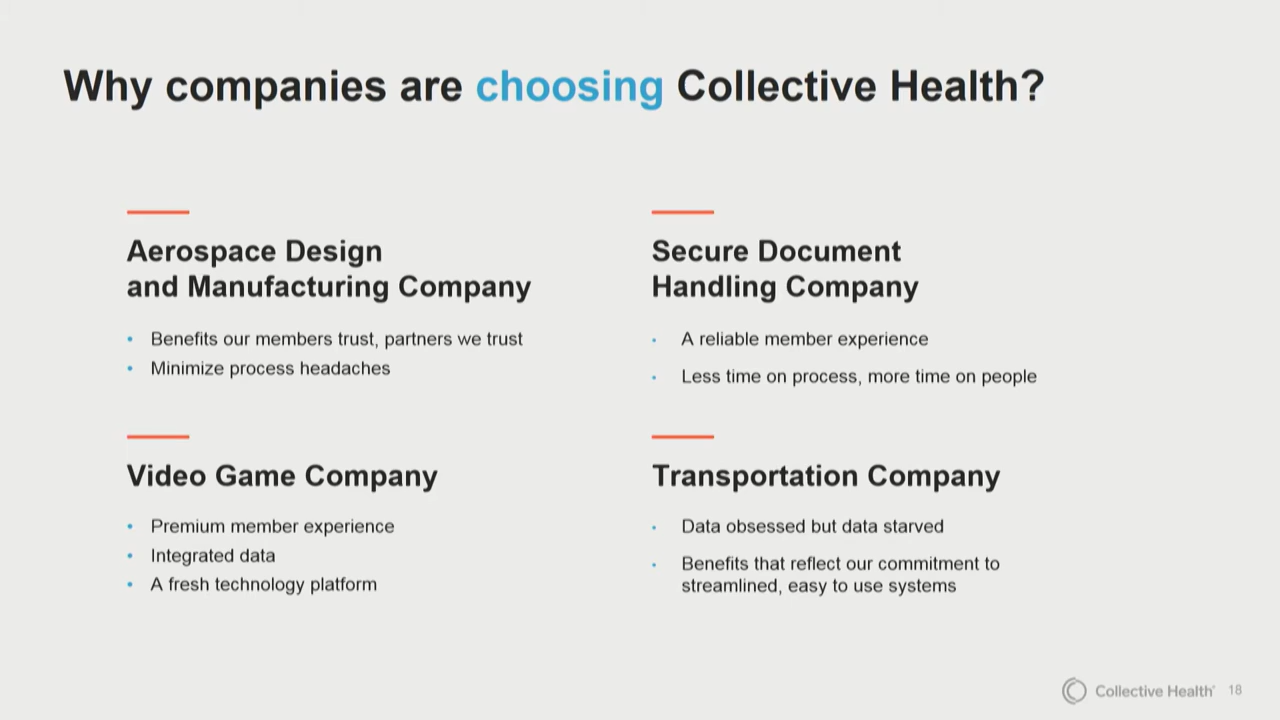 Why companies are choosing Collective Health?
Aerospace Design
and Manufacturing Company
• Benefits our members trust, partners we trust
• Minimize process headaches
Secure Document
Handling Company
• A reliable member experience
• Less time on process, more time on people
Video Game Company
• Premium member experience
• Integrated data
• A fresh technology platform
Transportation Company
• Data obsessed but data starved
• Benefits that reflect our commitment to
streamlined, easy to use systems
Collective Health 18